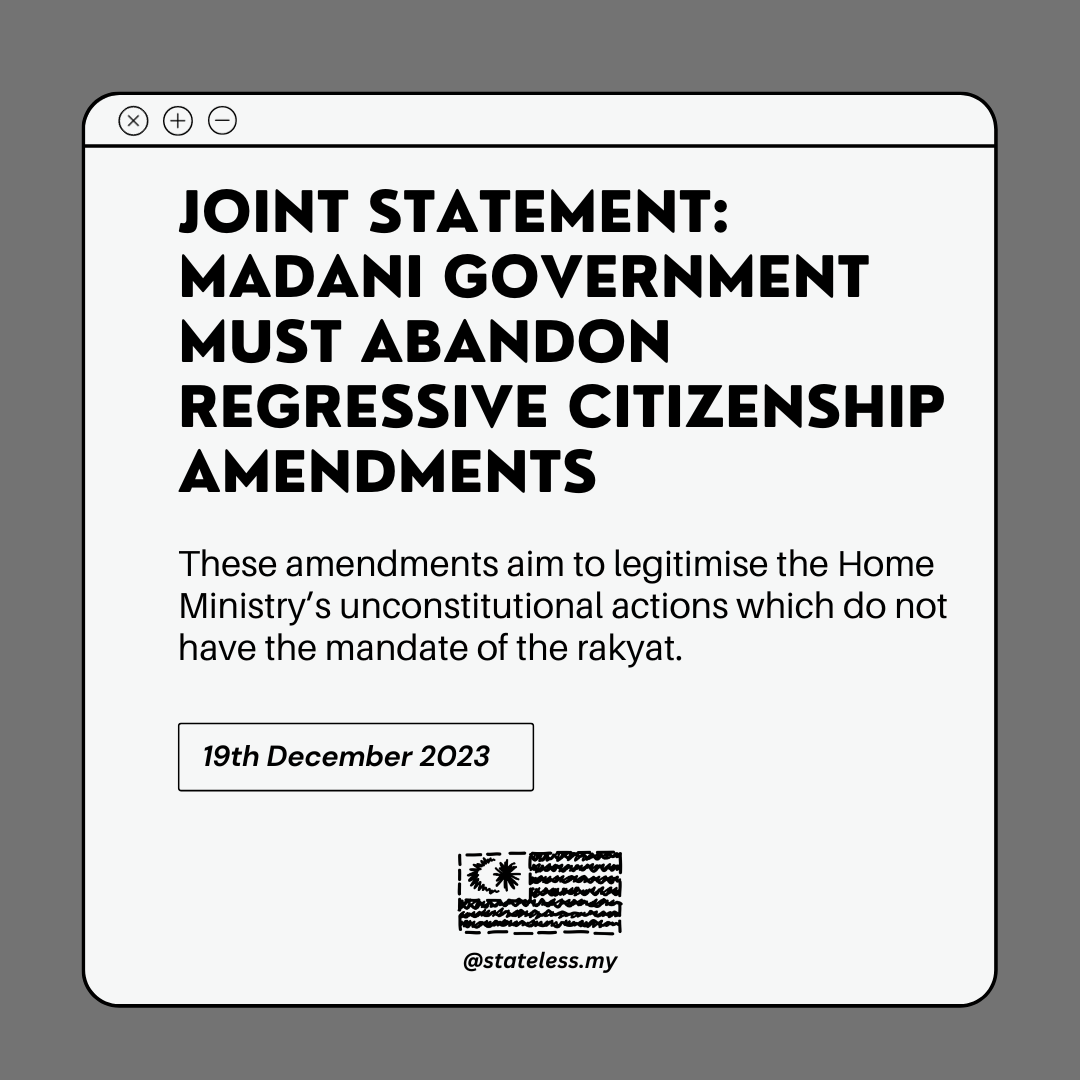 JOINT STATEMENT:
MADANI GOVERNMENT
MUST ABANDON
REGRESSIVE CITIZENSHIP
AMENDMENTS
These amendments aim to legitimise the Home
Ministry’s unconstitutional actions which do not
have the mandate of the rakyat.
19th December 2023
@stateless.my